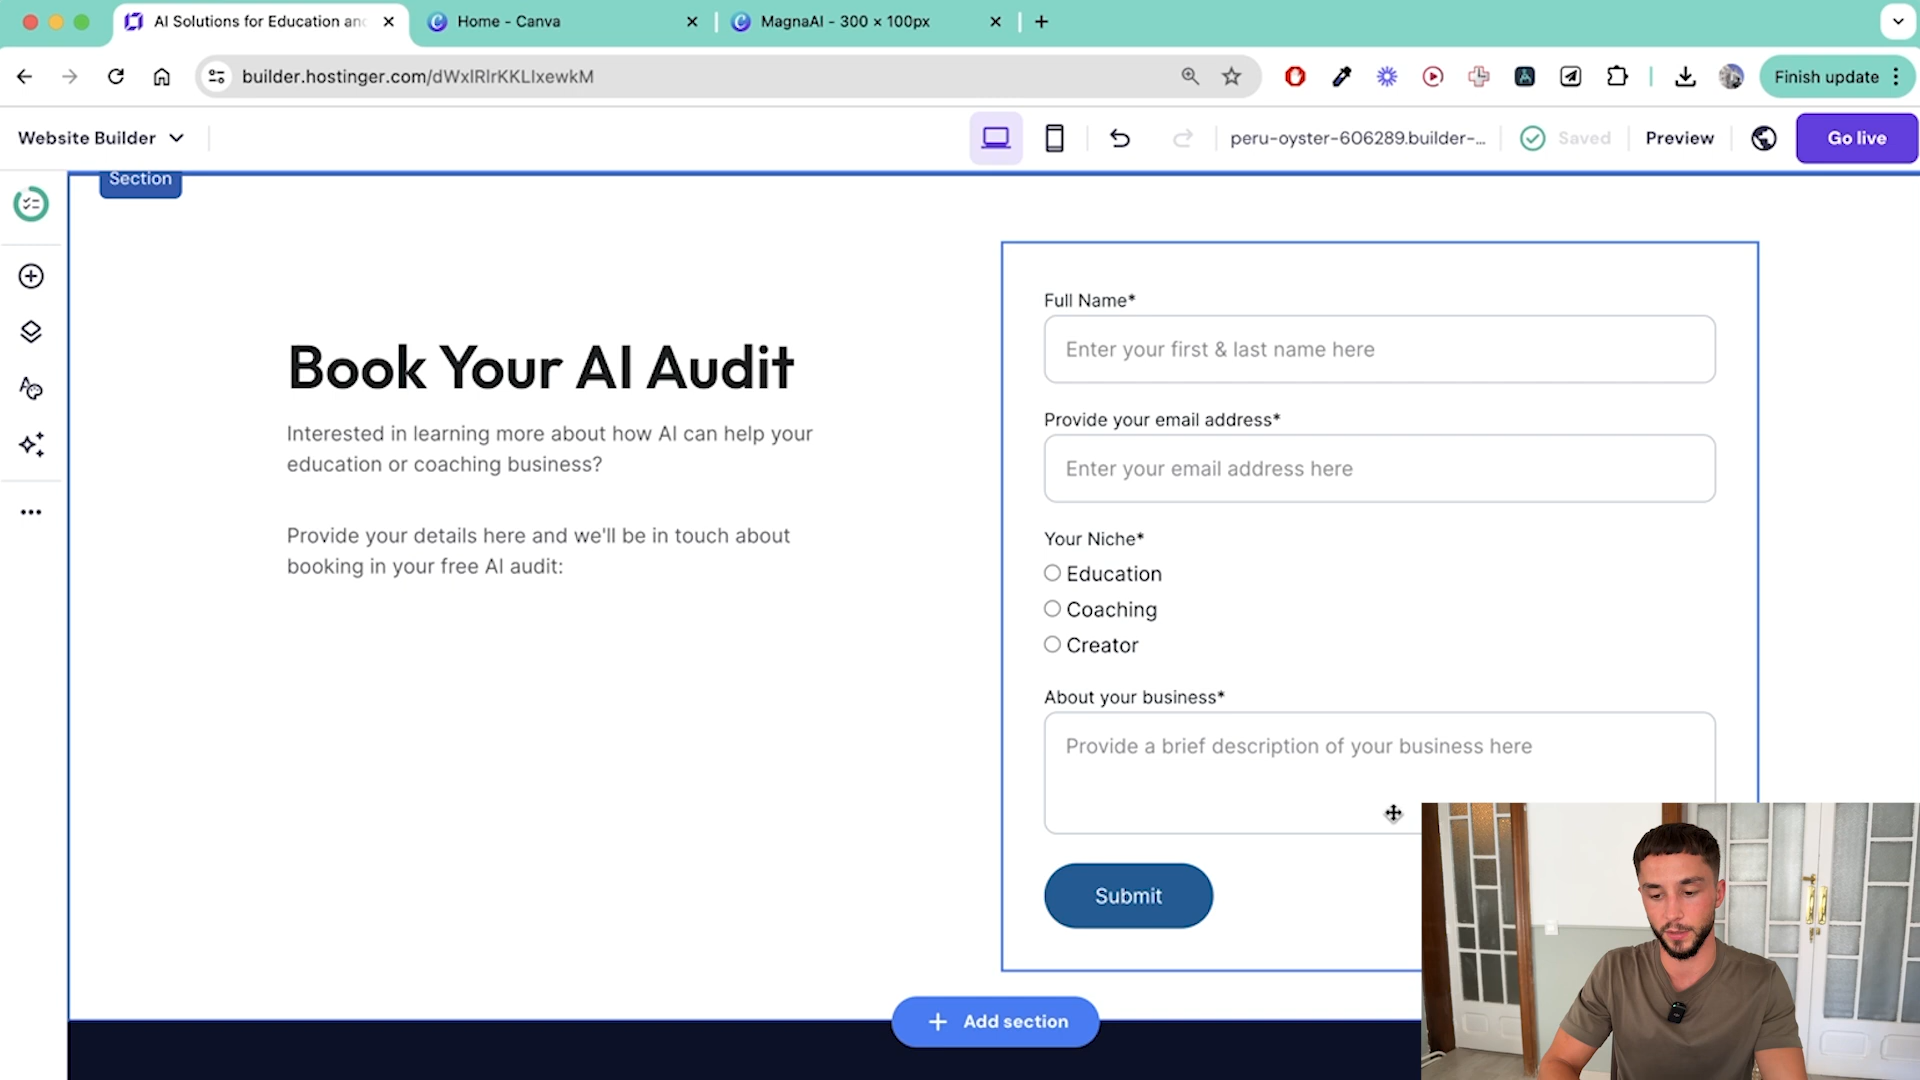 AI Solutions for Education an
Home - Canva
MagnaAI - 300 × 100px
builder.hostinger.com/dWxlRlrKKLlxewkM
Finish update
Website Builder
peru-oyster-606289.builder-...
Saved
Preview
Go live
Section
Book Your AI Audit
Interested in learning more about how AI can help your
education or coaching business?
Provide your details here and we'll be in touch about
booking in your free AI audit:
Full Name*
Enter your first & last name here
Provide your email address*
Enter your email address here
Your Niche*
Education
Coaching
Creator
About your business*
Provide a brief description of your business here
Submit
+ Add section